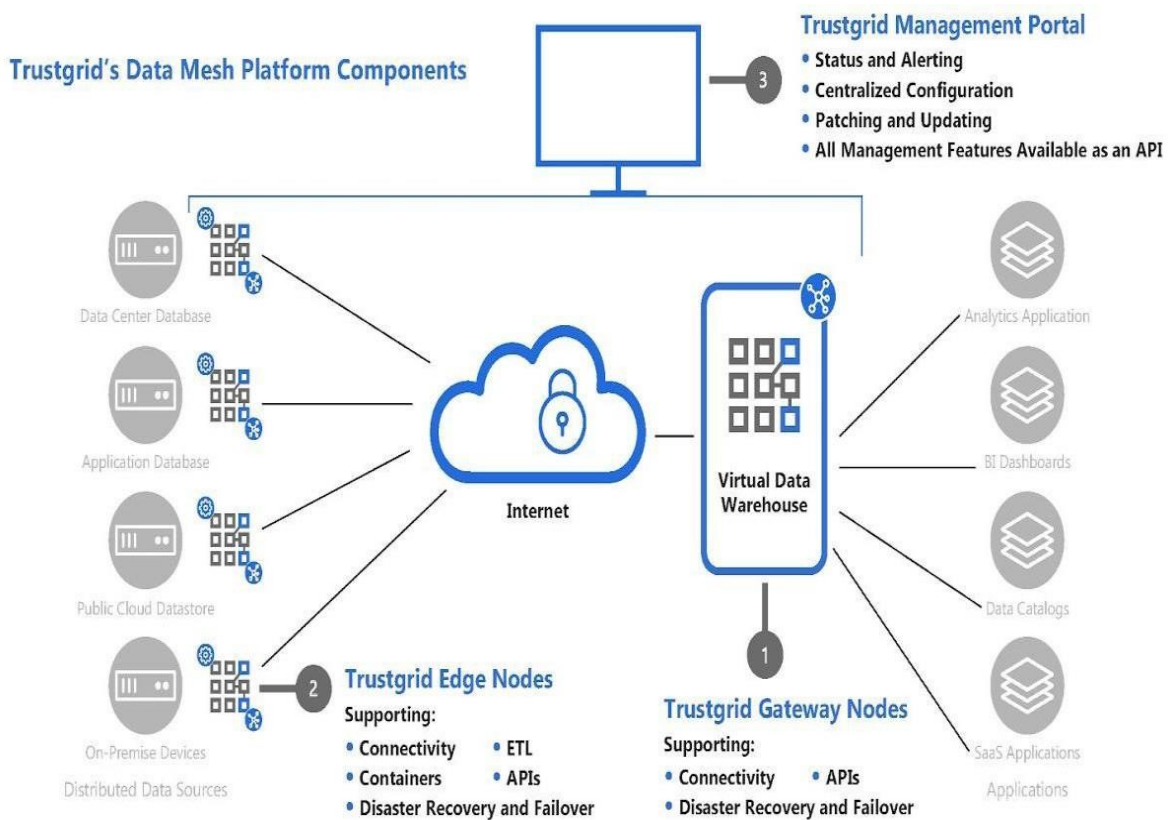 Trustgrid's Data Mesh Platform Components
Trustgrid Management Portal
• Status and Alerting
• Centralized Configuration
• Patching and Updating
• All Management Features Available as an API
3
Data Center Database
Application Database
Public Cloud Datastore
On-Premise Devices
Distributed Data Sources
Internet
Virtual Data
Warehouse
Analytics Application
BI Dashboards
Data Catalogs
SaaS Applications
Applications
2
Trustgrid Edge Nodes
Supporting:
• Connectivity • ETL
• Containers • APIs
• Disaster Recovery and Failover
1
Trustgrid Gateway Nodes
Supporting:
• Connectivity • APIs
• Disaster Recovery and Failover